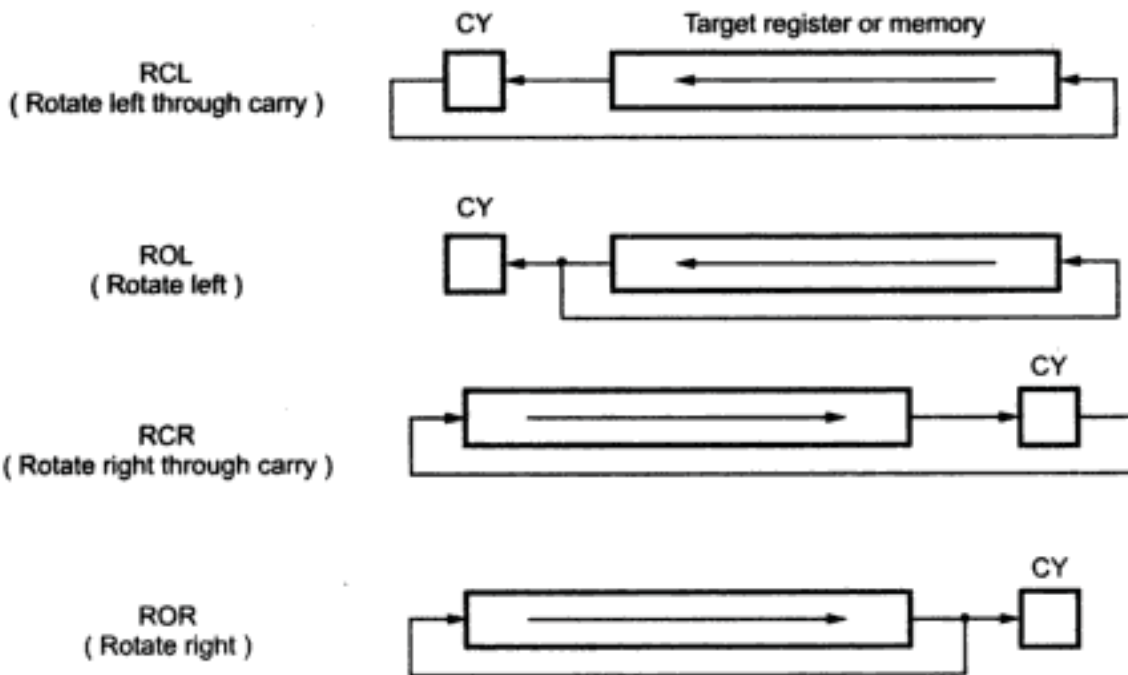 CY
Target register or memory
RCL
( Rotate left through carry )
CY
ROL
( Rotate left )
CY
RCR
( Rotate right through carry )
CY
ROR
( Rotate right )